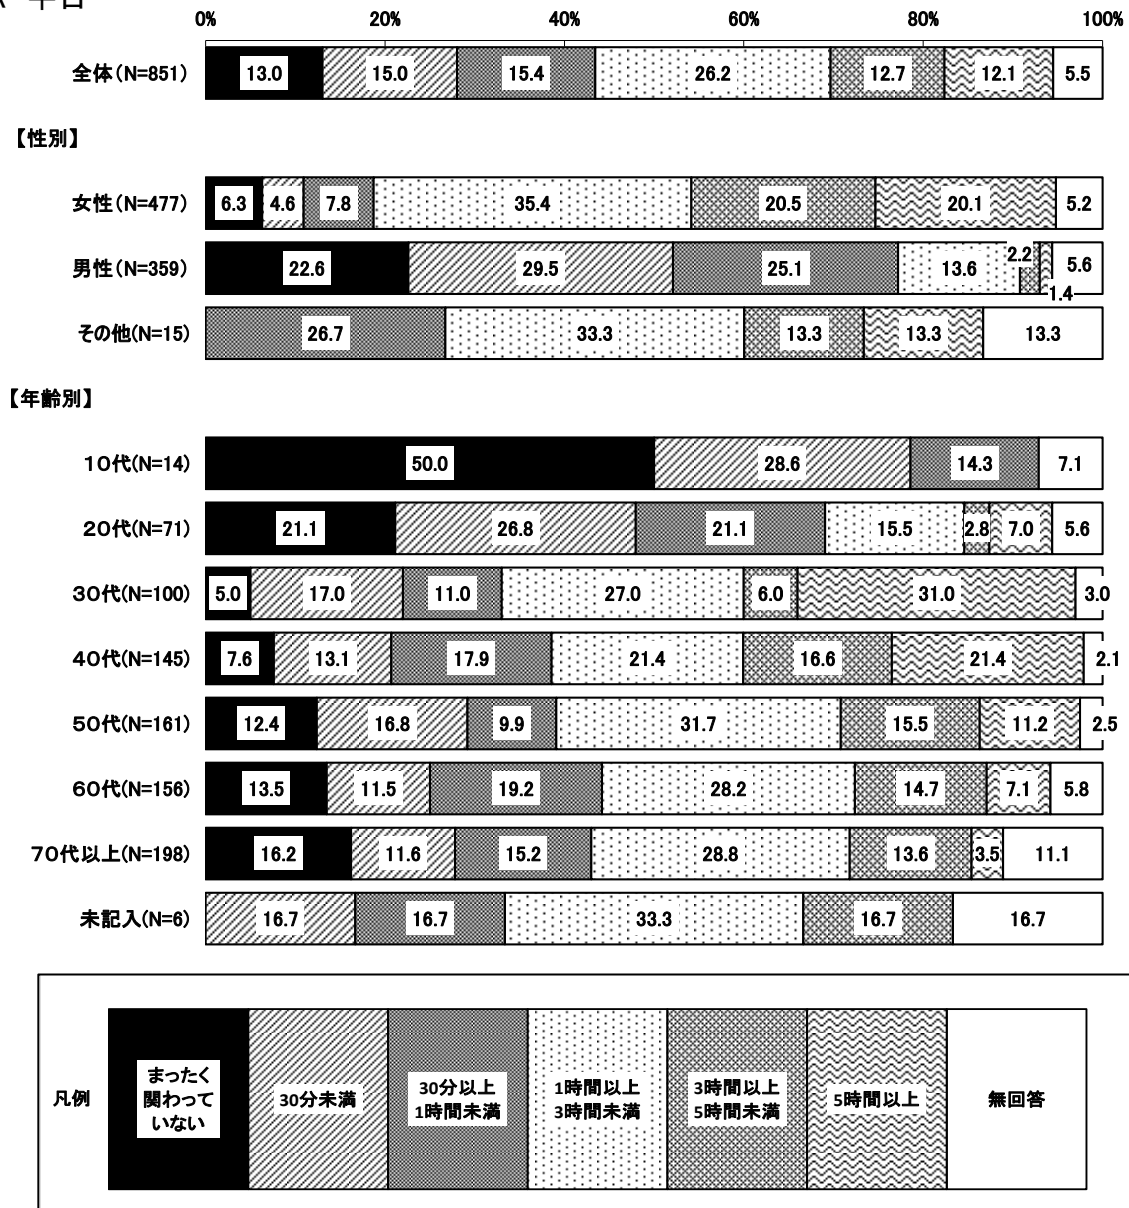 平日
0% 20% 40% 60% 80% 100%
全体(N=851) 13.0 15.0 15.4 26.2 12.7 12.1 5.5
【性別】
女性(N=477) 6.3 4.6 7.8 35.4 20.5 20.1 5.2
男性(N=359) 22.6 29.5 25.1 13.6 2.2 1.4 5.6
その他(N=15) 26.7 33.3 13.3 13.3 13.3
【年齢別】
10代(N=14) 50.0 28.6 14.3 7.1
20代(N=71) 21.1 26.8 21.1 15.5 2.8 7.0 5.6
30代(N=100) 5.0 17.0 11.0 27.0 6.0 31.0 3.0
40代(N=145) 7.6 13.1 17.9 21.4 16.6 21.4 2.1
50代(N=161) 12.4 16.8 9.9 31.7 15.5 11.2 2.5
60代(N=156) 13.5 11.5 19.2 28.2 14.7 7.1 5.8
70代以上(N=198) 16.2 11.6 15.2 28.8 13.6 3.5 11.1
未記入(N=6) 16.7 16.7 33.3 16.7 16.7
凡例
まったく
関わって
いない
30分未満
30分以上
1時間未満
1時間以上
3時間未満
3時間以上
5時間未満
5時間以上
無回答